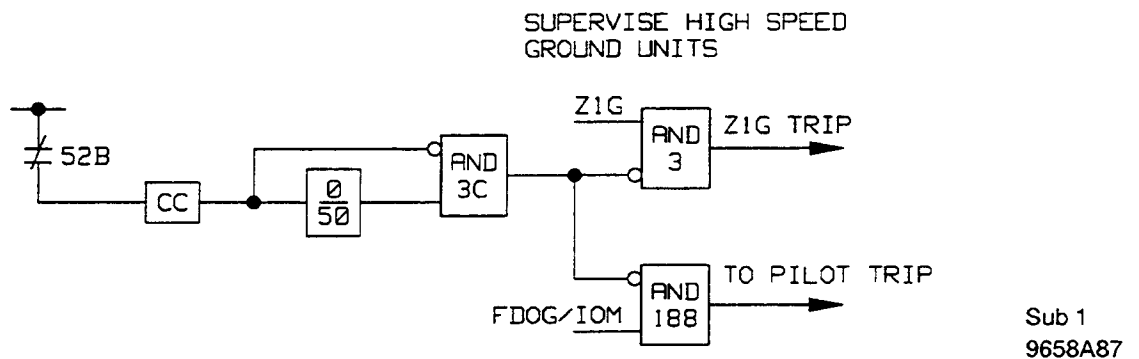 SUPERVISE HIGH SPEED
GROUND UNITS
Z1G
AND
3
Z1G TRIP
52B
AND
3C
CC
0
50
TO PILOT TRIP
AND
188
FDOG/IOM
Sub 1
9658A87